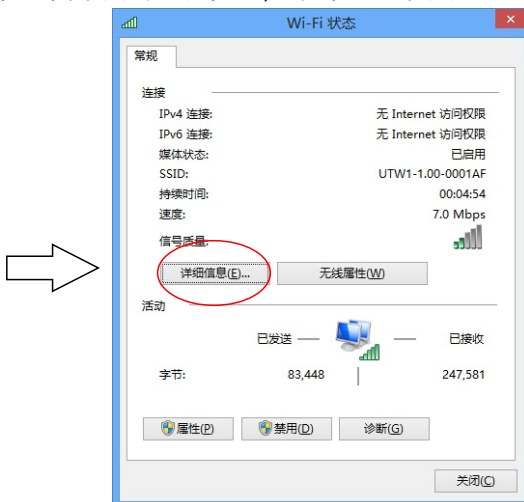 Wi-Fi 状态
常规
连接
IPv4 连接: 无 Internet 访问权限
IPv6 连接: 无 Internet 访问权限
媒体状态: 已启用
SSID: UTW1-1.00-0001AF
持续时间: 00:04:54
速度: 7.0 Mbps
信号质量:
详细信息(E)... 无线属性(W)
活动
已发送 — — 已接收
字节: 83,448 247,581
属性(P) 禁用(D) 诊断(G)
关闭(C)